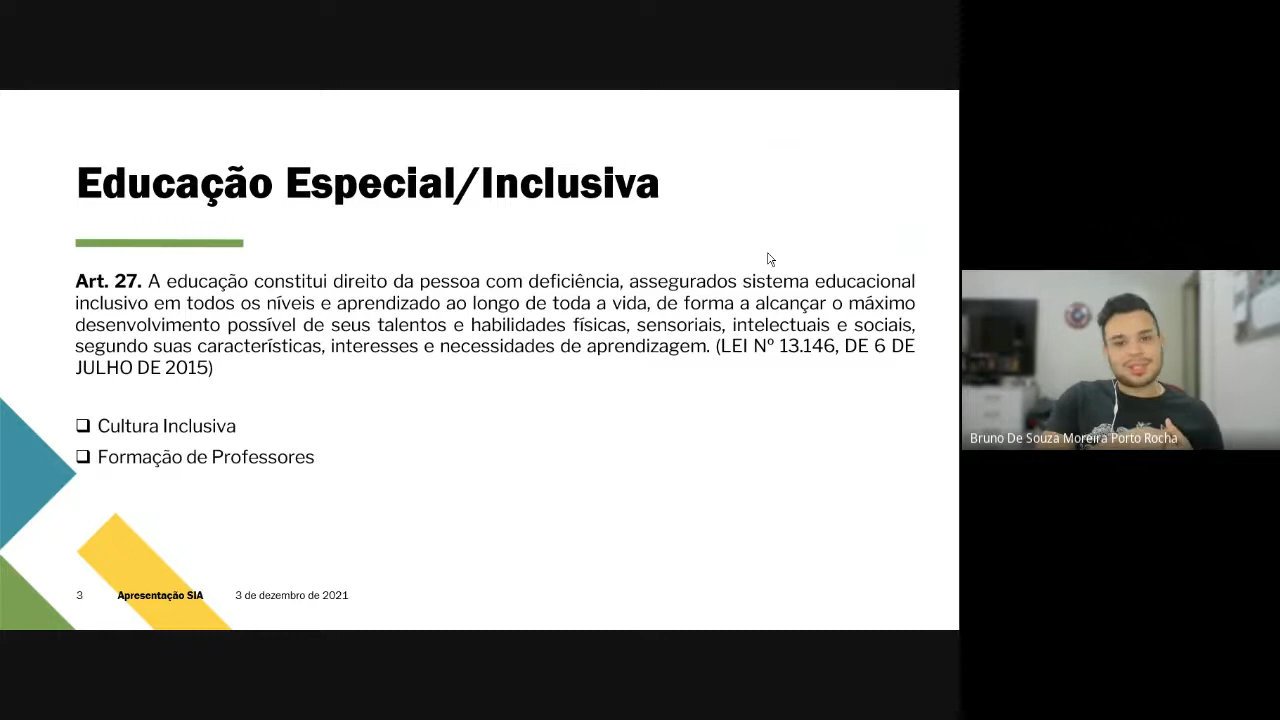 Educação Especial/Inclusiva
Art. 27. A educação constitui direito da pessoa com deficiência, assegurados sistema educacional
inclusivo em todos os níveis e aprendizado ao longo de toda a vida, de forma a alcançar o máximo
desenvolvimento possível de seus talentos e habilidades físicas, sensoriais, intelectuais e sociais,
segundo suas características, interesses e necessidades de aprendizagem. (LEI Nº 13.146, DE 6 DE
JULHO DE 2015)
❑ Cultura Inclusiva
❑ Formação de Professores
3 Apresentação SIA 3 de dezembro de 2021
Bruno De Souza Moreira Porto Rocha